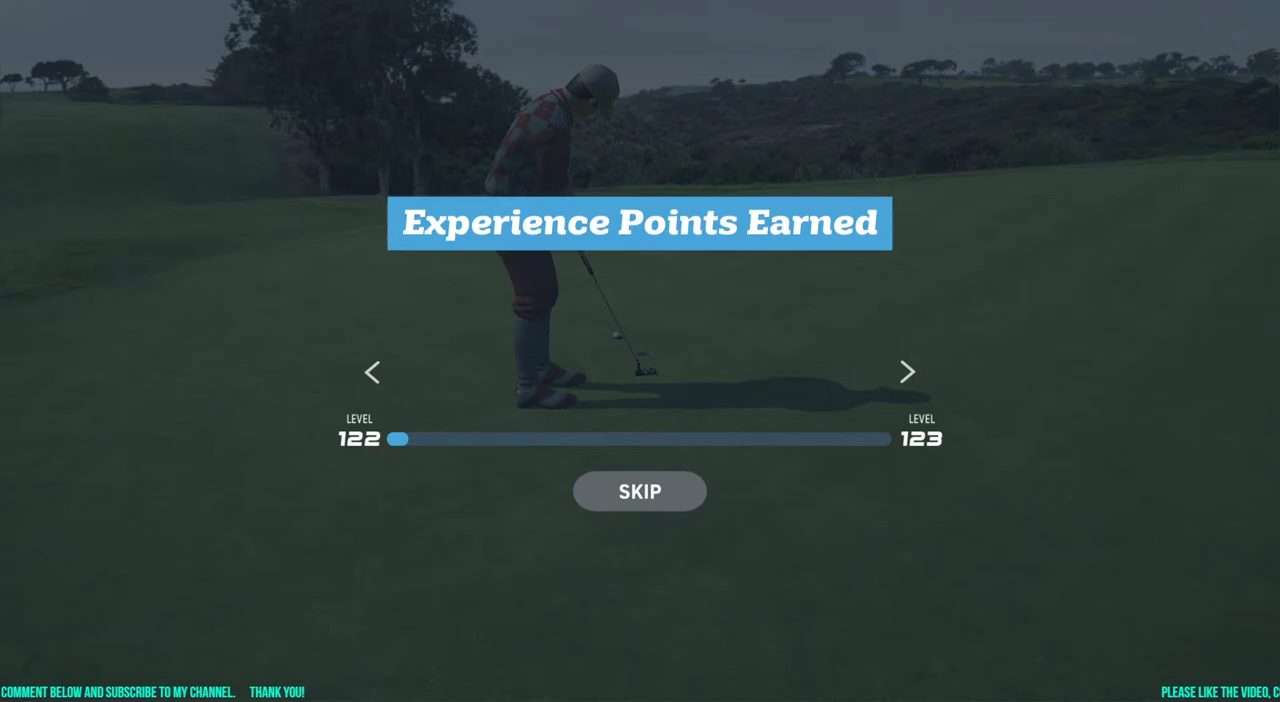 Experience Points Earned
LEVEL
122
LEVEL
123
SKIP
COMMENT BELOW AND SUBSCRIBE TO MY CHANNEL. THANK YOU!
PLEASE LIKE THE VIDEO,